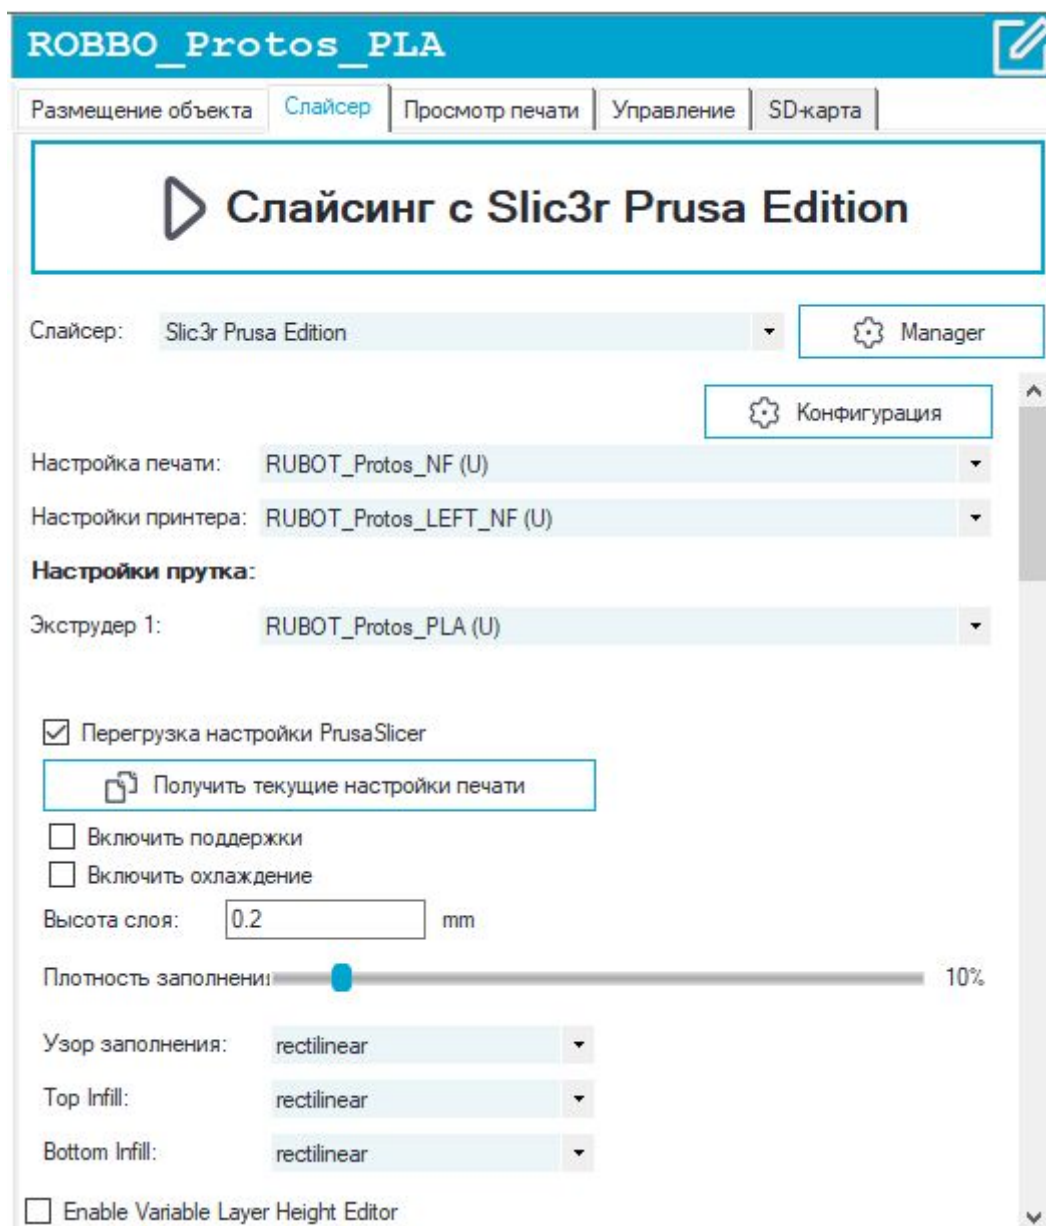 ROBBO_Protos_PLA
Размещение объекта Слайсер Просмотр печати Управление SD-карта
Слайсинг с Slic3r Prusa Edition
Слайсер: Slic3r Prusa Edition Manager
Конфигурация
Настройка печати: RUBOT_Protos_NF (U)
Настройки принтера: RUBOT_Protos_LEFT_NF (U)
Настройки прутка:
Экструдер 1: RUBOT_Protos_PLA (U)
Перегрузка настройки PrusaSlicer
Получить текущие настройки печати
Включить поддержки
Включить охлаждение
Высота слоя: 0.2 mm
Плотность заполнени 10%
Узор заполнения: rectilinear
Top Infill: rectilinear
Bottom Infill: rectilinear
Enable Variable Layer Height Editor